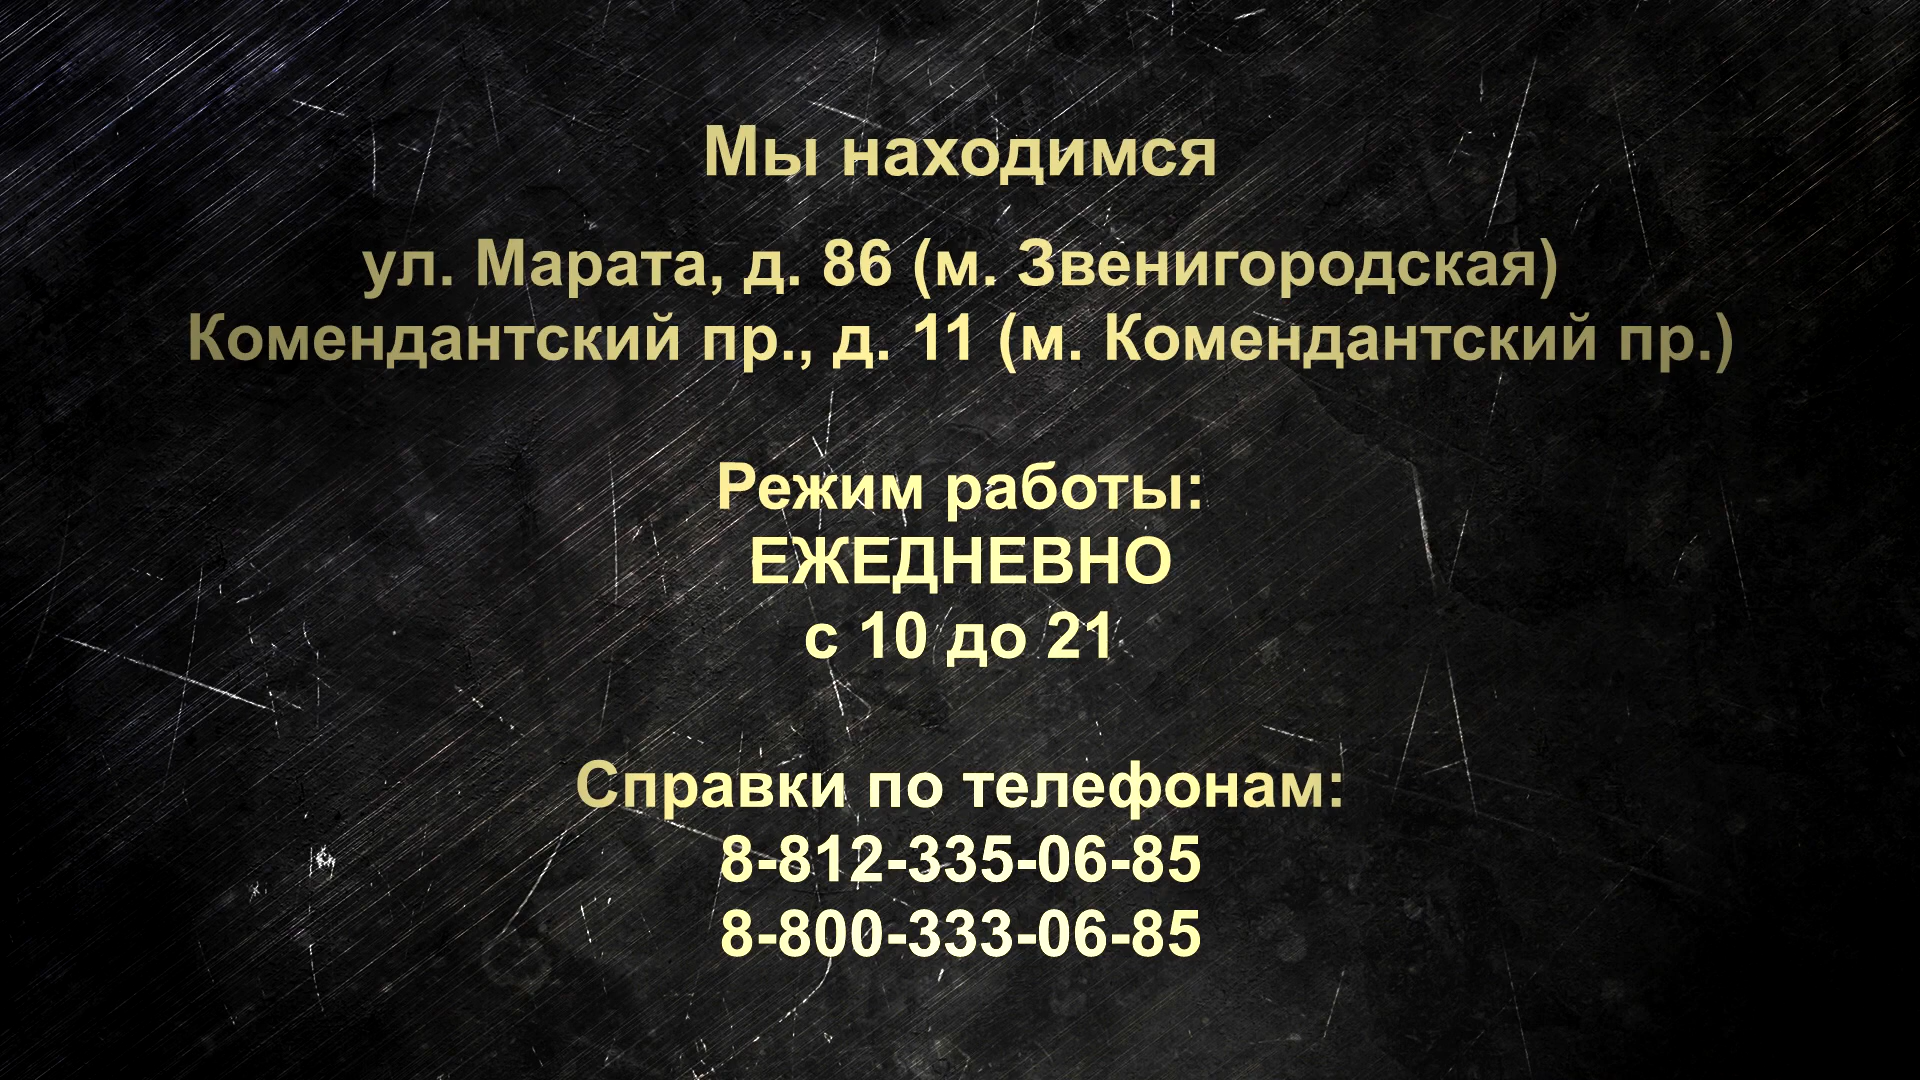 Мы находимся
ул. Марата, д. 86 (м. Звенигородская)
Комендантский пр., д. 11 (м. Комендантский пр.)
Режим работы:
ЕЖЕДНЕВНО
с 10 до 21
Справки по телефонам:
8-812-335-06-85
8-800-333-06-85